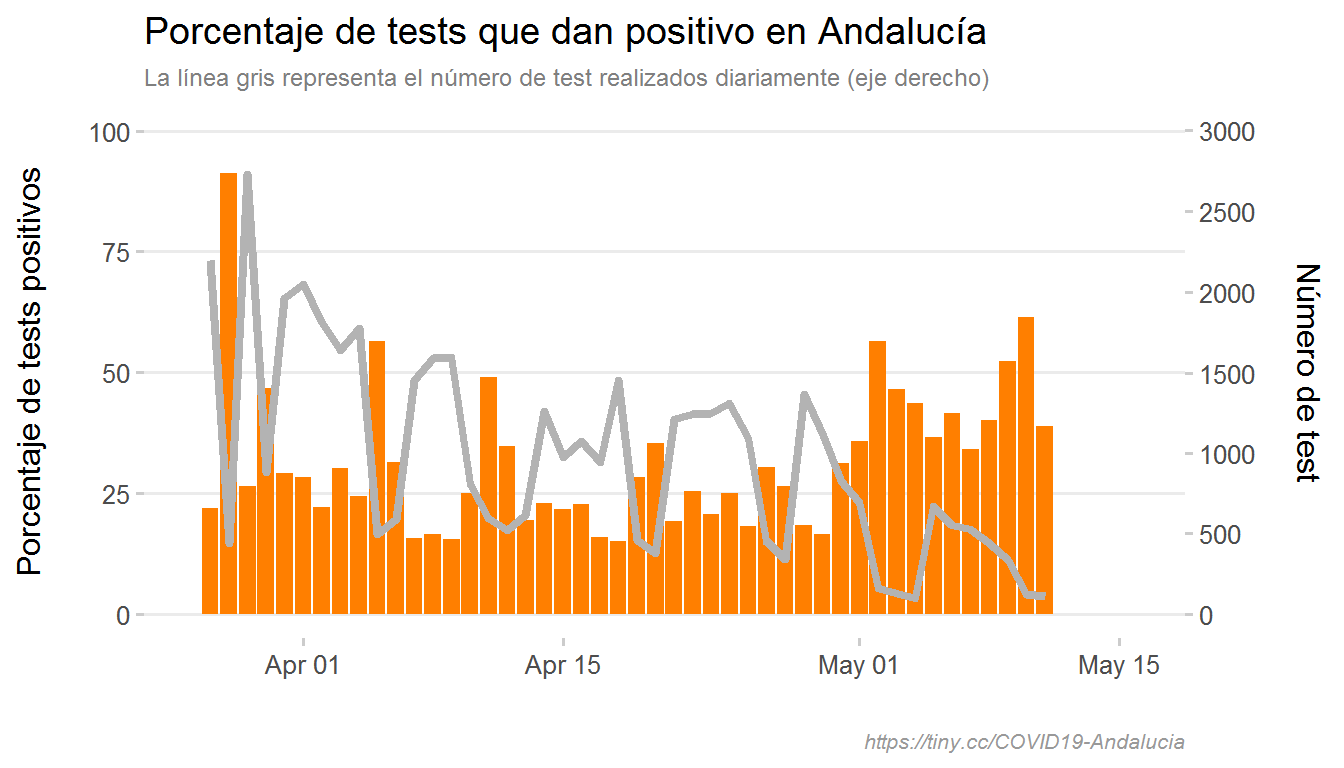 Porcentaje de tests que dan positivo en Andalucía
La línea gris representa el número de test realizados diariamente (eje derecho)
Porcentaje de tests positivos
100
75
50
25
0
3000
2500
2000
1500
1000
500
0
Número de test
Apr 01
Apr 15
May 01
May 15
https://tiny.cc/COVID19-Andalucia